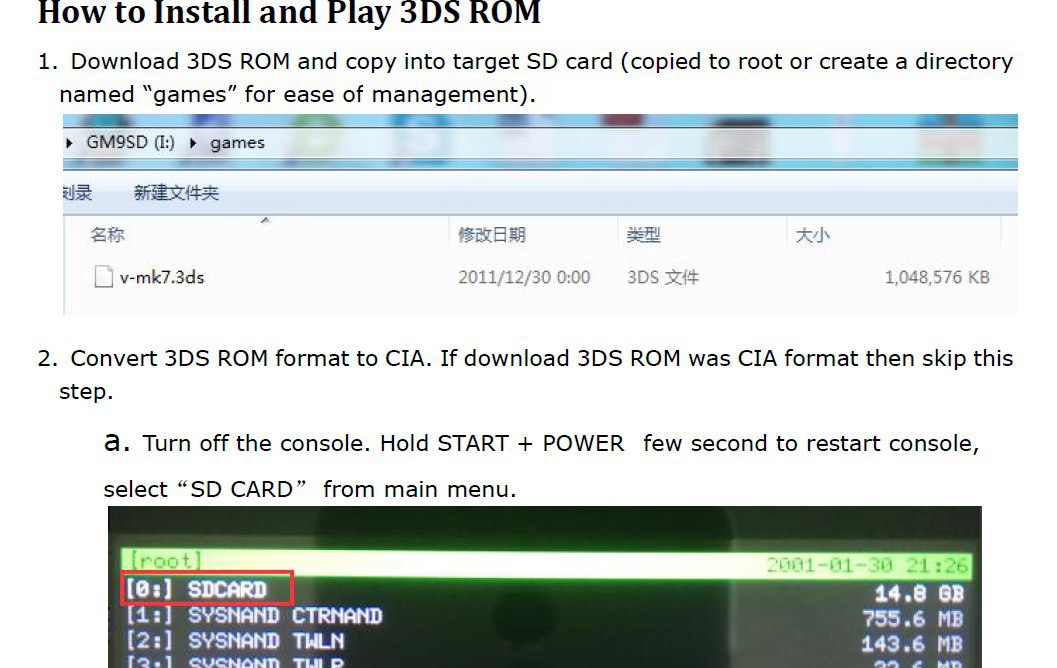 How to Install and Play 3DS ROM
1. Download 3DS ROM and copy into target SD card (copied to root or create a directory
named “games” for ease of management).
GM9SD (I:) games
刻录 新建文件夹
名称 修改日期 类型 大小
v-mk7.3ds 2011/12/30 0:00 3DS 文件 1,048,576 KB
2. Convert 3DS ROM format to CIA. If download 3DS ROM was CIA format then skip this
step.
a. Turn off the console. Hold START + POWER few second to restart console,
select “SD CARD” from main menu.
[root] 2001-01-30 21:26
[0:] SDCARD 14.8 GB
[1:] SYSNAND CTRNAND 755.6 MB
[2:] SYSNAND TWLN 143.6 MB
[3:] SYSNAND TWLP MB